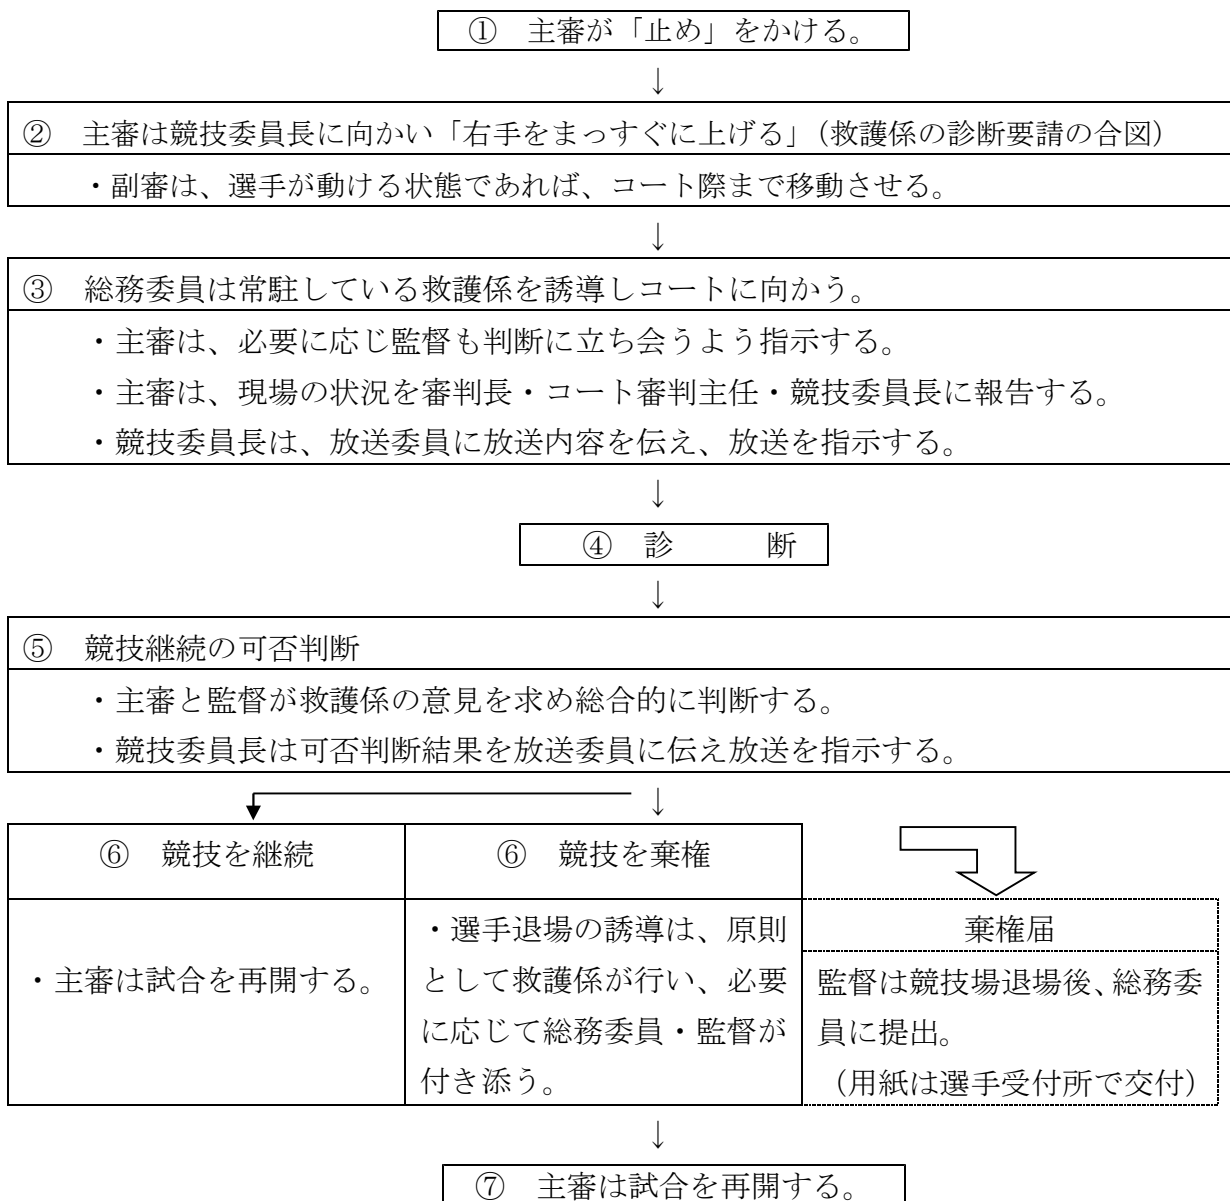 ① 主審が「止め」をかける。
↓
② 主審は競技委員長に向かい「右手をまっすぐに上げる」(救護係の診断要請の合図)
・副審は、選手が動ける状態であれば、コート際まで移動させる。
↓
③ 総務委員は常駐している救護係を誘導しコートに向かう。
・主審は、必要に応じ監督も判断に立ち会うよう指示する。
・主審は、現場の状況を審判長・コート審判主任・競技委員長に報告する。
・競技委員長は、放送委員に放送内容を伝え、放送を指示する。
↓
④ 診 断
↓
⑤ 競技継続の可否判断
・主審と監督が救護係の意見を求め総合的に判断する。
・競技委員長は可否判断結果を放送委員に伝え放送を指示する。
↓
⑥ 競技を継続
・主審は試合を再開する。
⑥ 競技を棄権
・選手退場の誘導は、原則
として救護係が行い、必要
に応じて総務委員・監督が
付き添う。
棄権届
監督は競技場退場後、総務委
員に提出。
(用紙は選手受付所で交付)
↓
⑦ 主審は試合を再開する。